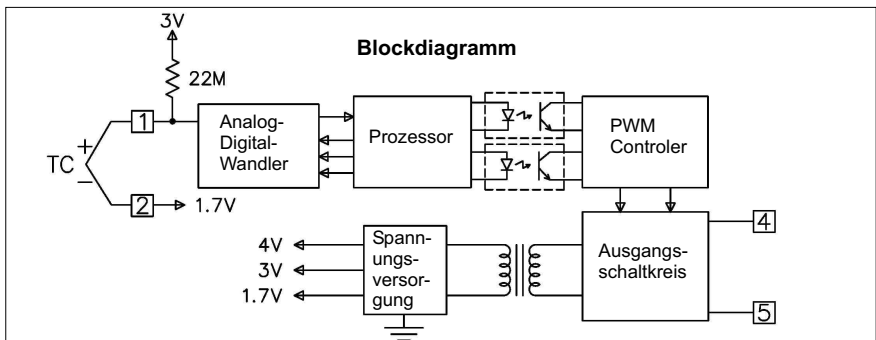 3V
Blockdiagramm
22M
1
Analog-
Digital-
Wandler
Prozessor
PWM
Controler
TC
+
−
2
1.7V
4V
3V
1.7V
Spann-
ungs-
versor-
gung
Ausgangs-
schaltkreis
4
5